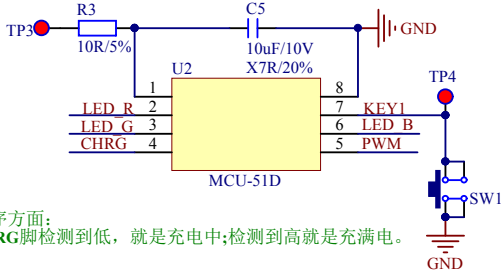 R3
C5
TP3
GND
10R/5%
10uF/10V
X7R/20%
U2
TP4
1
8
LED_R
2
7
KEY1
LED_G
3
6
LED_B
CHRG
4
5
PWM
MCU-51D
SW1
序方面:
RG脚检测到低，就是充电中;检测到高就是充满电。
GND